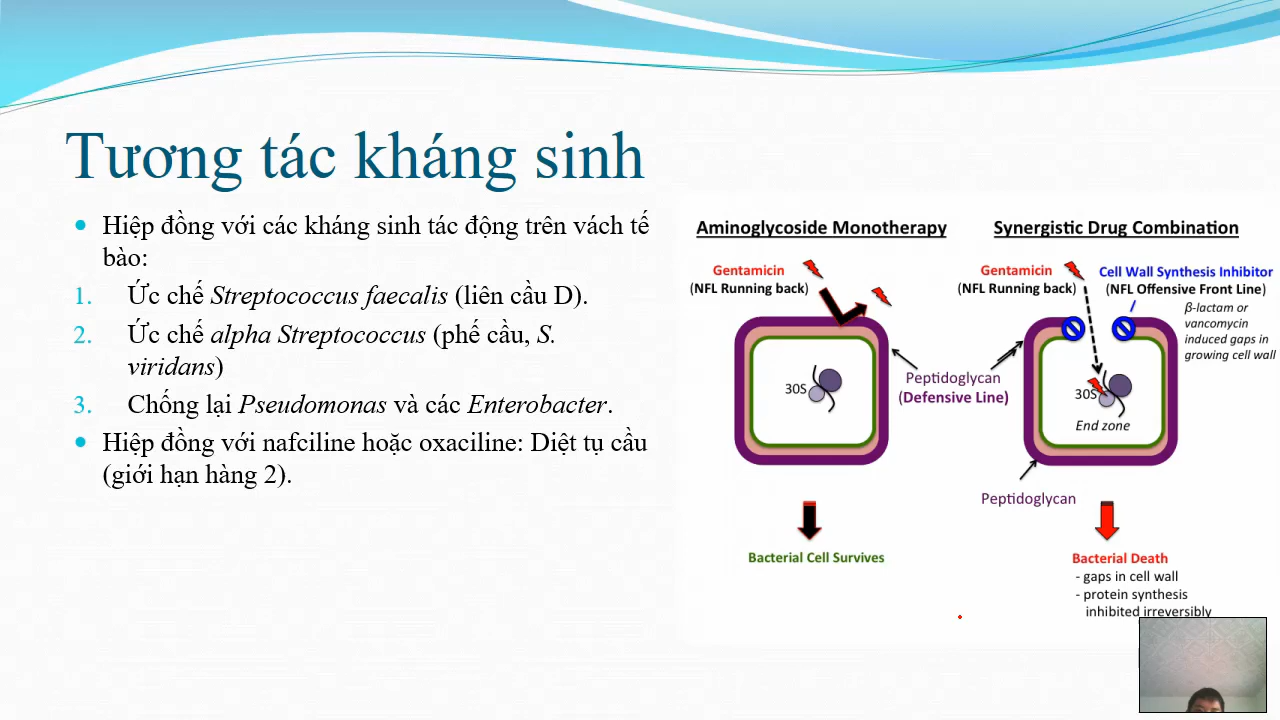 Tương tác kháng sinh
Hiệp đồng với các kháng sinh tác động trên vách tế
bào:
1. Ức chế Streptococcus faecalis (liên cầu D).
2. Ức chế alpha Streptococcus (phế cầu, S.
viridans)
3. Chống lại Pseudomonas và các Enterobacter.
Hiệp đồng với nafciline hoặc oxaciline: Diệt tụ cầu
(giới hạn hàng 2).
Aminoglycoside Monotherapy
Gentamicin
(NFL Running back)
30S
Peptidoglycan
(Defensive Line)
Bacterial Cell Survives
Synergistic Drug Combination
Gentamicin
(NFL Running back)
Cell Wall Synthesis Inhibitor
(NFL Offensive Front Line)
β-lactam or
vancomycin
induced gaps in
growing cell wall
30S
End zone
Peptidoglycan
Bacterial Death
- gaps in cell wall
- protein synthesis
inhibited irreversibly